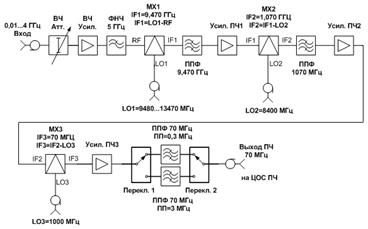 0,01...4 ГГц
Вход
ВЧ
Атт.
ВЧ
Усил.
ФНЧ
5 ГГц
MX1
IF1=9,470 ГГц
IF1=LO1-RF
Усил. ПЧ1
MX2
IF2=1,070 ГГц
IF2=IF1-LO2
Усил. ПЧ2
RF
IF1
IF1
IF2
LO1
ППФ
9,470 ГГц
LO2
ППФ
1070 МГц
LO1=9480...13470 МГц
LO2=8400 МГц
MX3
IF3=70 МГц
IF3=IF2-LO3
Усил. ПЧ3
ППФ 70 МГц
ПП=0,3 МГц
Выход ПЧ
70 МГц
IF2
IF3
на ЦОС ПЧ
LO3
Перекл. 1
Перекл. 2
ППФ 70 МГц
ПП=3 МГц
LO3=1000 МГц